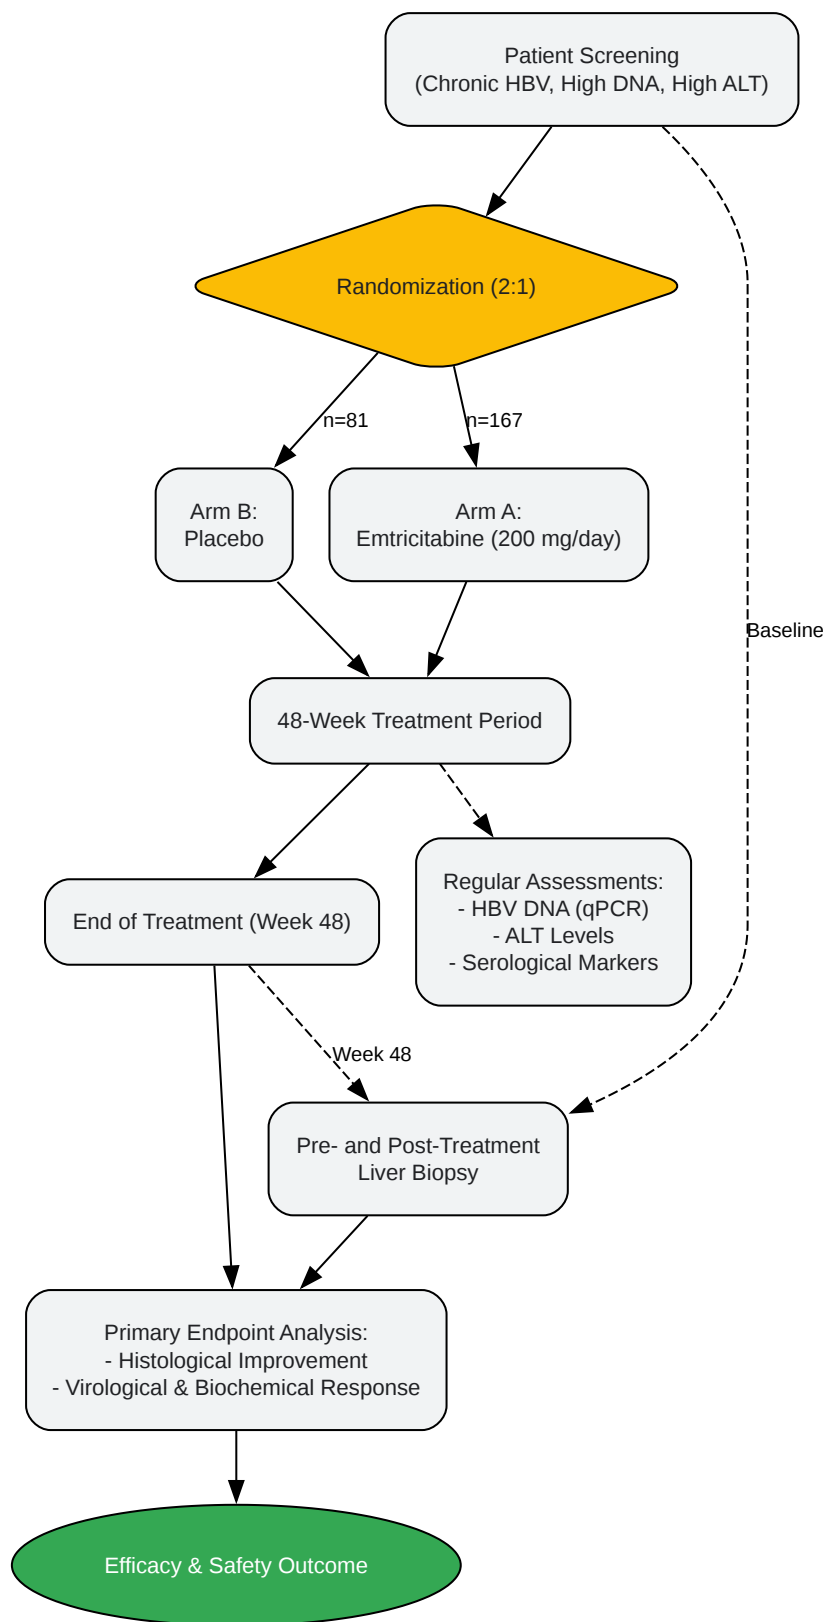 Patient Screening
(Chronic HBV, High DNA, High ALT)
Randomization (2:1)
n=81
n=167
Arm B:
Placebo
Arm A:
Emtricitabine (200 mg/day)
Baseline
48-Week Treatment Period
Regular Assessments:
- HBV DNA (qPCR)
- ALT Levels
- Serological Markers
End of Treatment (Week 48)
Week 48
Pre- and Post-Treatment
Liver Biopsy
Primary Endpoint Analysis:
- Histological Improvement
- Virological & Biochemical Response
Efficacy & Safety Outcome